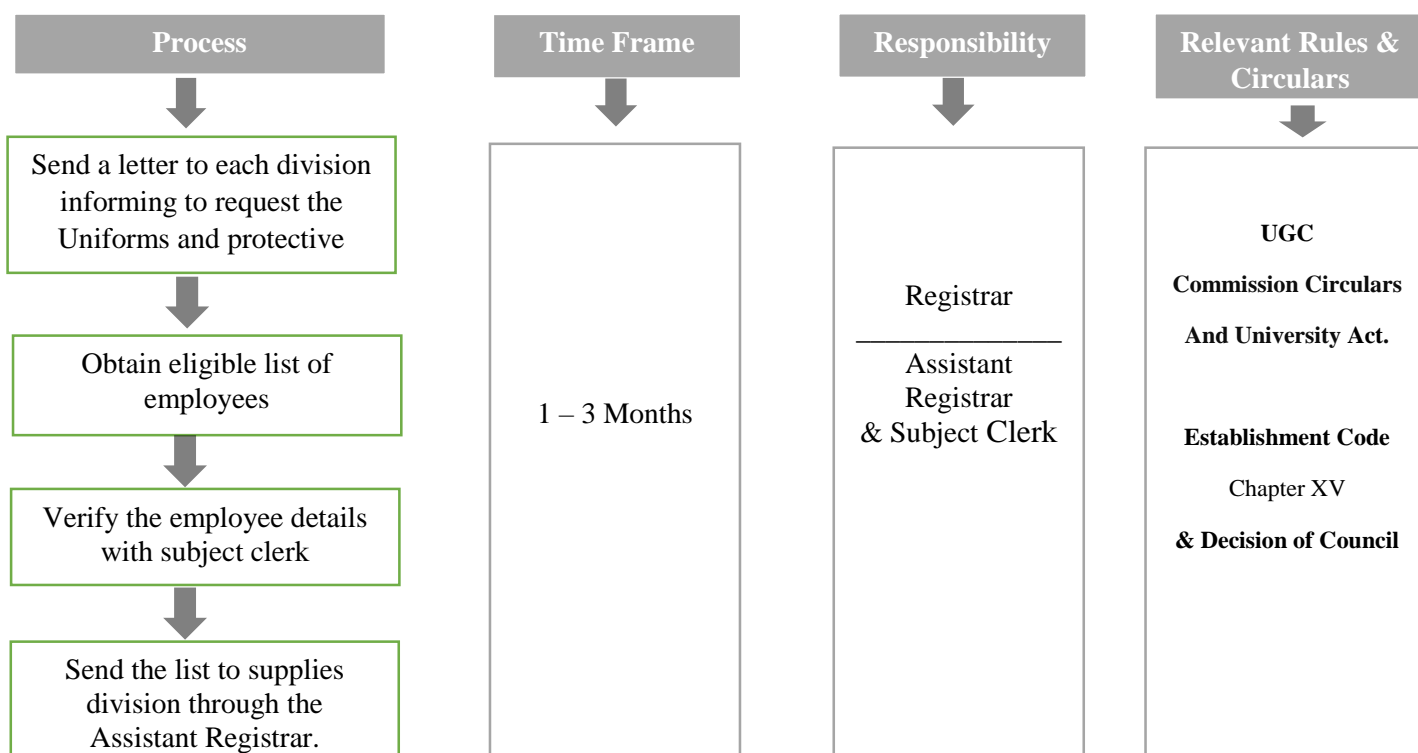 Process
Send a letter to each division
informing to request the
Uniforms and protective
Obtain eligible list of
employees
Verify the employee details
with subject clerk
Send the list to supplies
division through the
Assistant Registrar.
Time Frame
1 – 3 Months
Responsibility
Registrar
Assistant
Registrar
& Subject Clerk
Relevant Rules &
Circulars
UGC
Commission Circulars
And University Act.
Establishment Code
Chapter XV
& Decision of Council